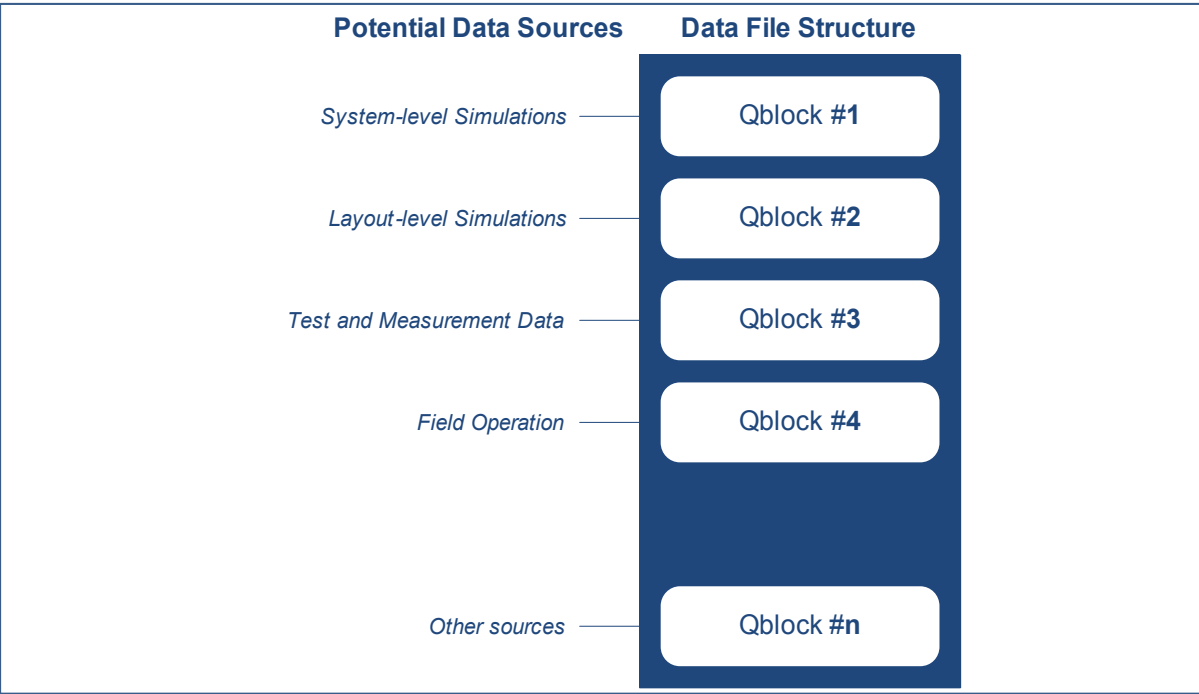 Potential Data Sources Data File Structure
System-level Simulations Qblock #1
Layout-level Simulations Qblock #2
Test and Measurement Data Qblock #3
Field Operation Qblock #4
Other sources Qblock #n